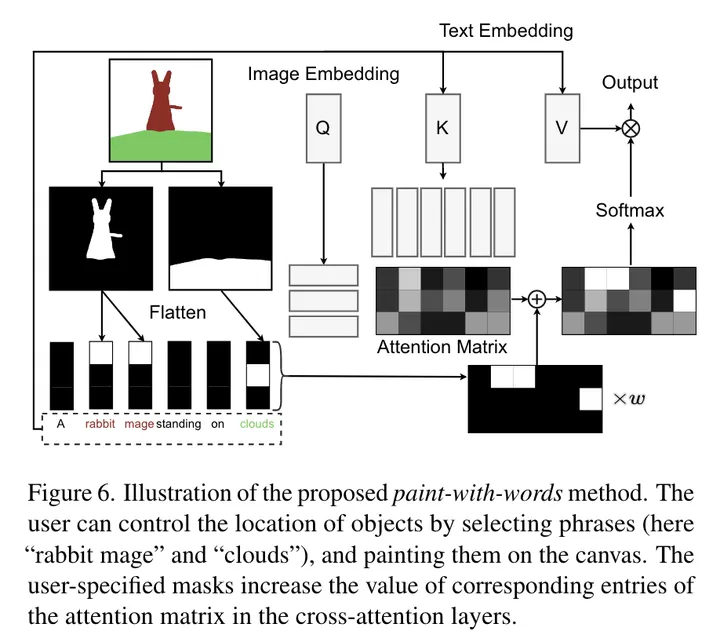 Text Embedding
Image Embedding
Output
Q
K
V
Softmax
Flatten
Attention Matrix
×w
A rabbit mage standing on clouds
Figure 6. Illustration of the proposed paint-with-words method. The
user can control the location of objects by selecting phrases (here
“rabbit mage” and “clouds”), and painting them on the canvas. The
user-specified masks increase the value of corresponding entries of
the attention matrix in the cross-attention layers.